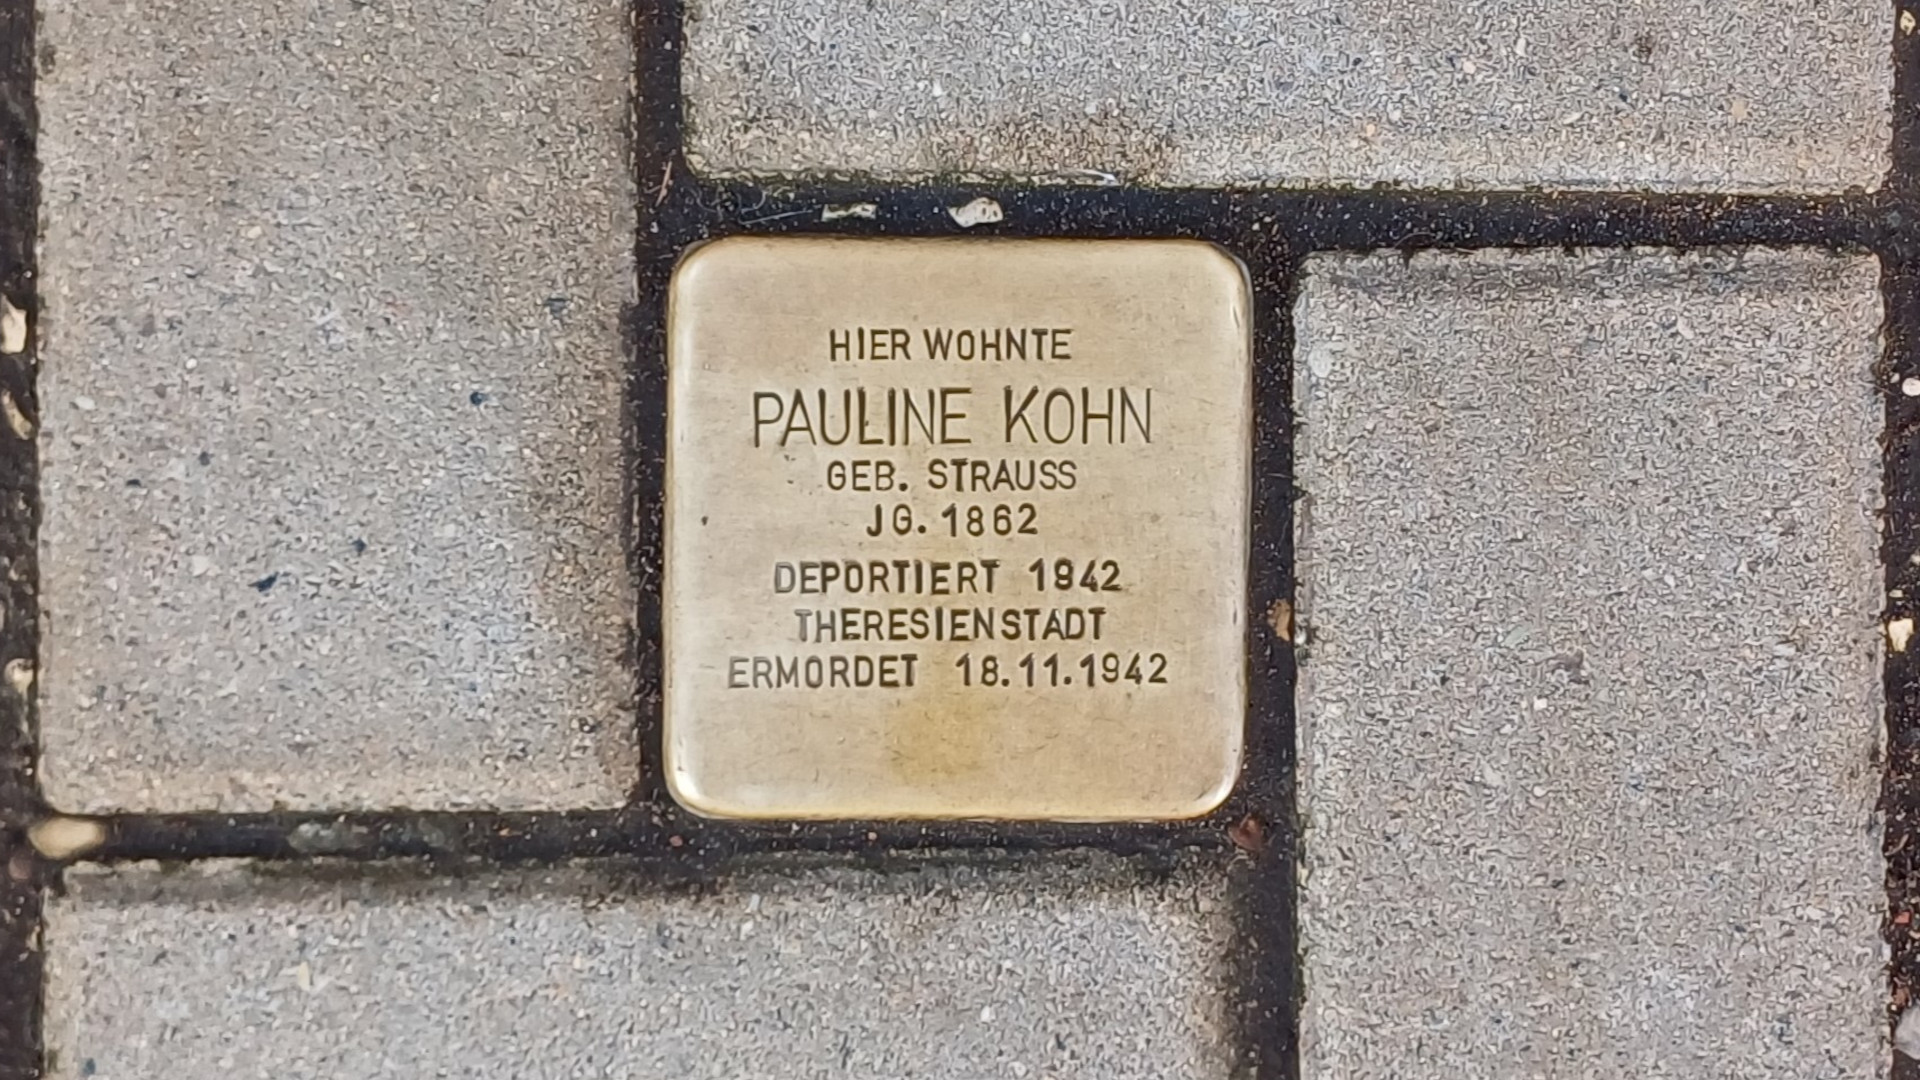 HIER WOHNTE
PAULINE KOHN
GEB. STRAUSS
JG. 1862
DEPORTIERT 1942
THERESIENSTADT
ERMORDET 18.11.1942